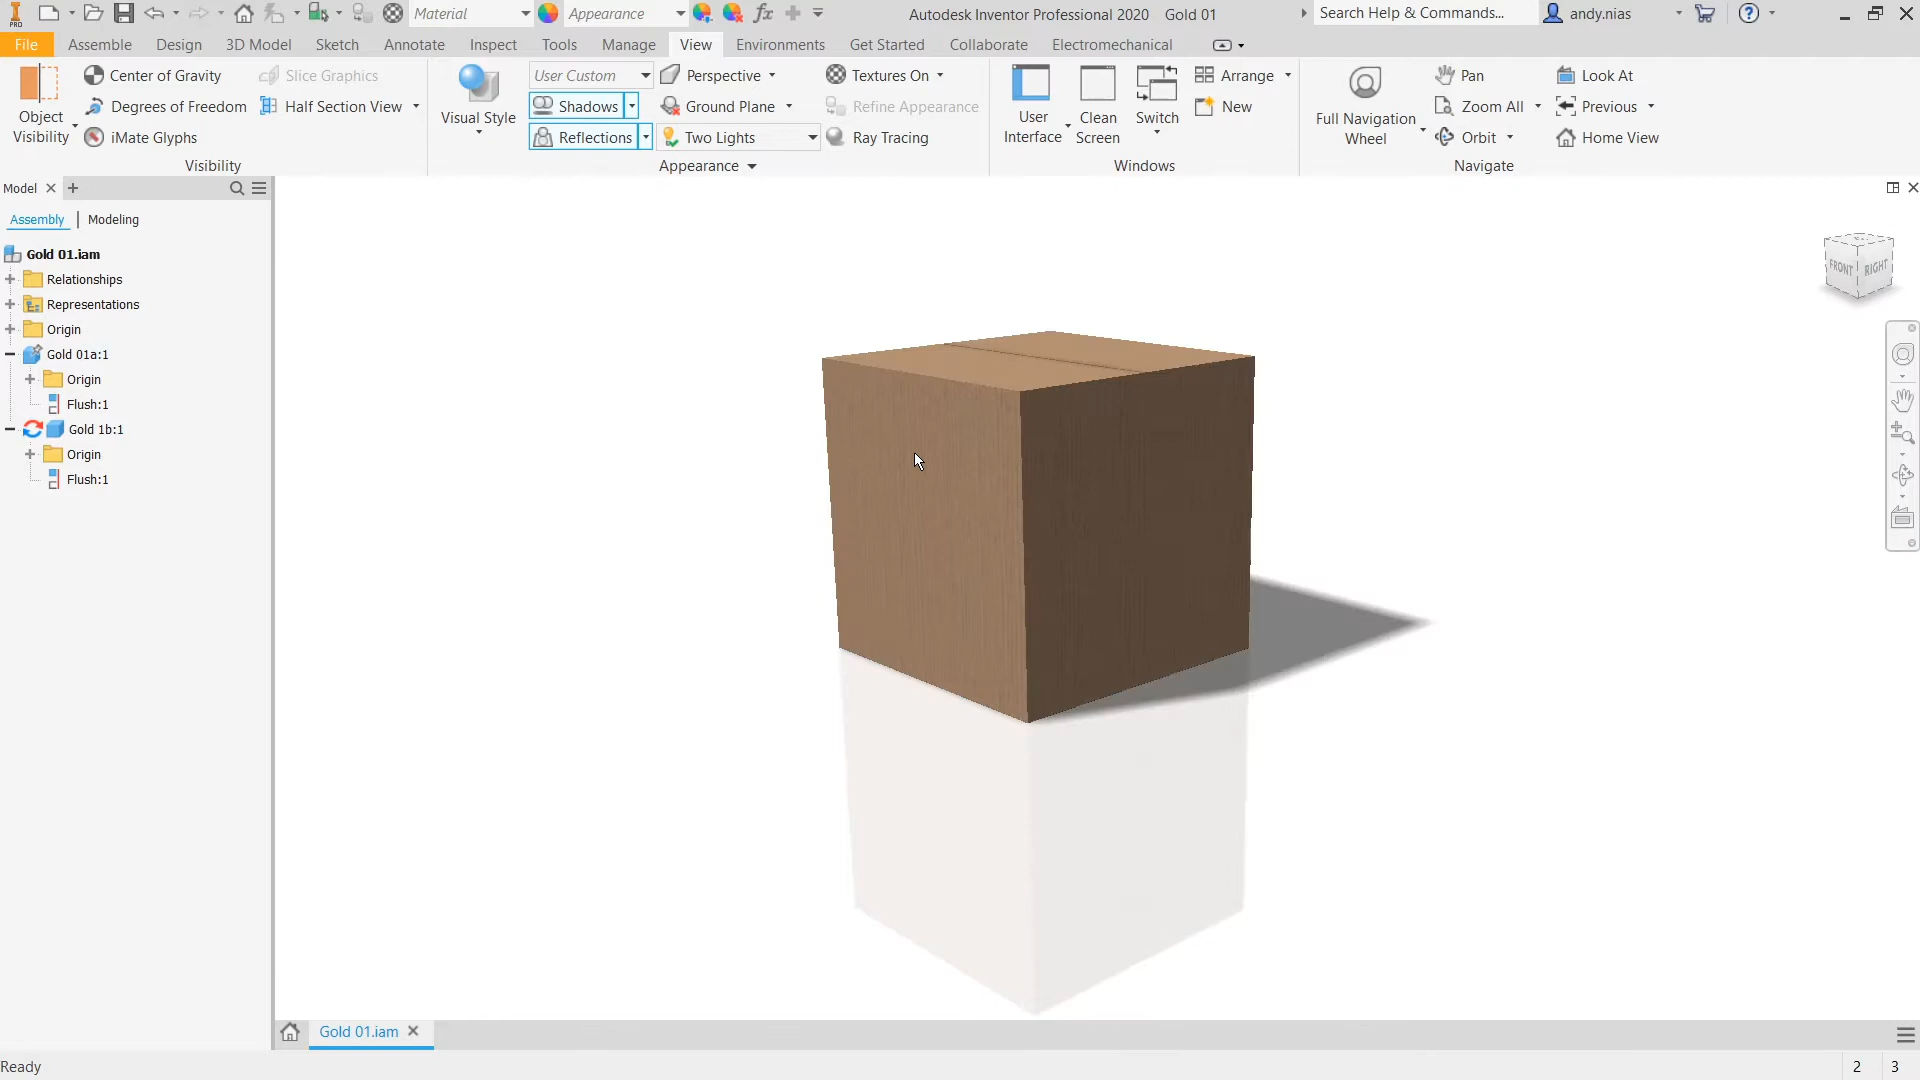 PRO Material Appearance fx Autodesk Inventor Professional 2020 Gold 01 Search Help & Commands... andy.nias
File Assembly Design 3D Model Sketch Annotate Inspect Tools Manage View Environments Get Started Collaborate Electromechanical
Object Visibility
Center of Gravity
Degrees of Freedom
iMate Glyphs
Slice Graphics
Half Section View
Visibility
Visual Style
User Custom
Shadows
Reflections
Perspective
Ground Plane
Two Lights
Textures On
Refine Appearance
Ray Tracing
Appearance
User Interface
Clean Screen
Switch
Arrange
New
Windows
Full Navigation Wheel
Pan
Zoom All
Orbit
Look At
Previous
Home View
Navigate
Model
Assembly | Modeling
Gold 01.iam
Relationships
Representations
Origin
Gold 01a:1
Origin
Flush:1
Gold 1b:1
Origin
Flush:1
FRONT RIGHT
Gold 01.iam
Ready
2 3